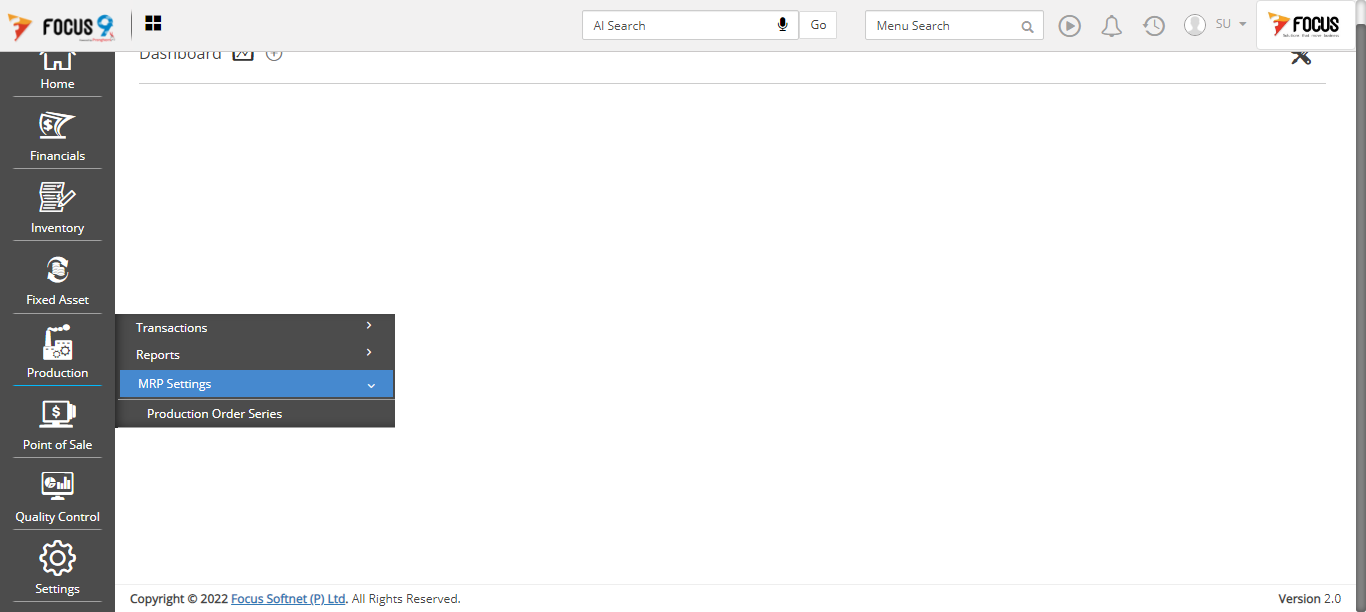 FOCUS 9
AI Search
Go
Menu Search
SU
FOCUS
Dashboard
Home
Financials
Inventory
Fixed Asset
Production
Point of Sale
Quality Control
Settings
Transactions
Reports
MRP Settings
Production Order Series
Copyright © 2022 Focus Softnet (P) Ltd. All Rights Reserved.
Version 2.0